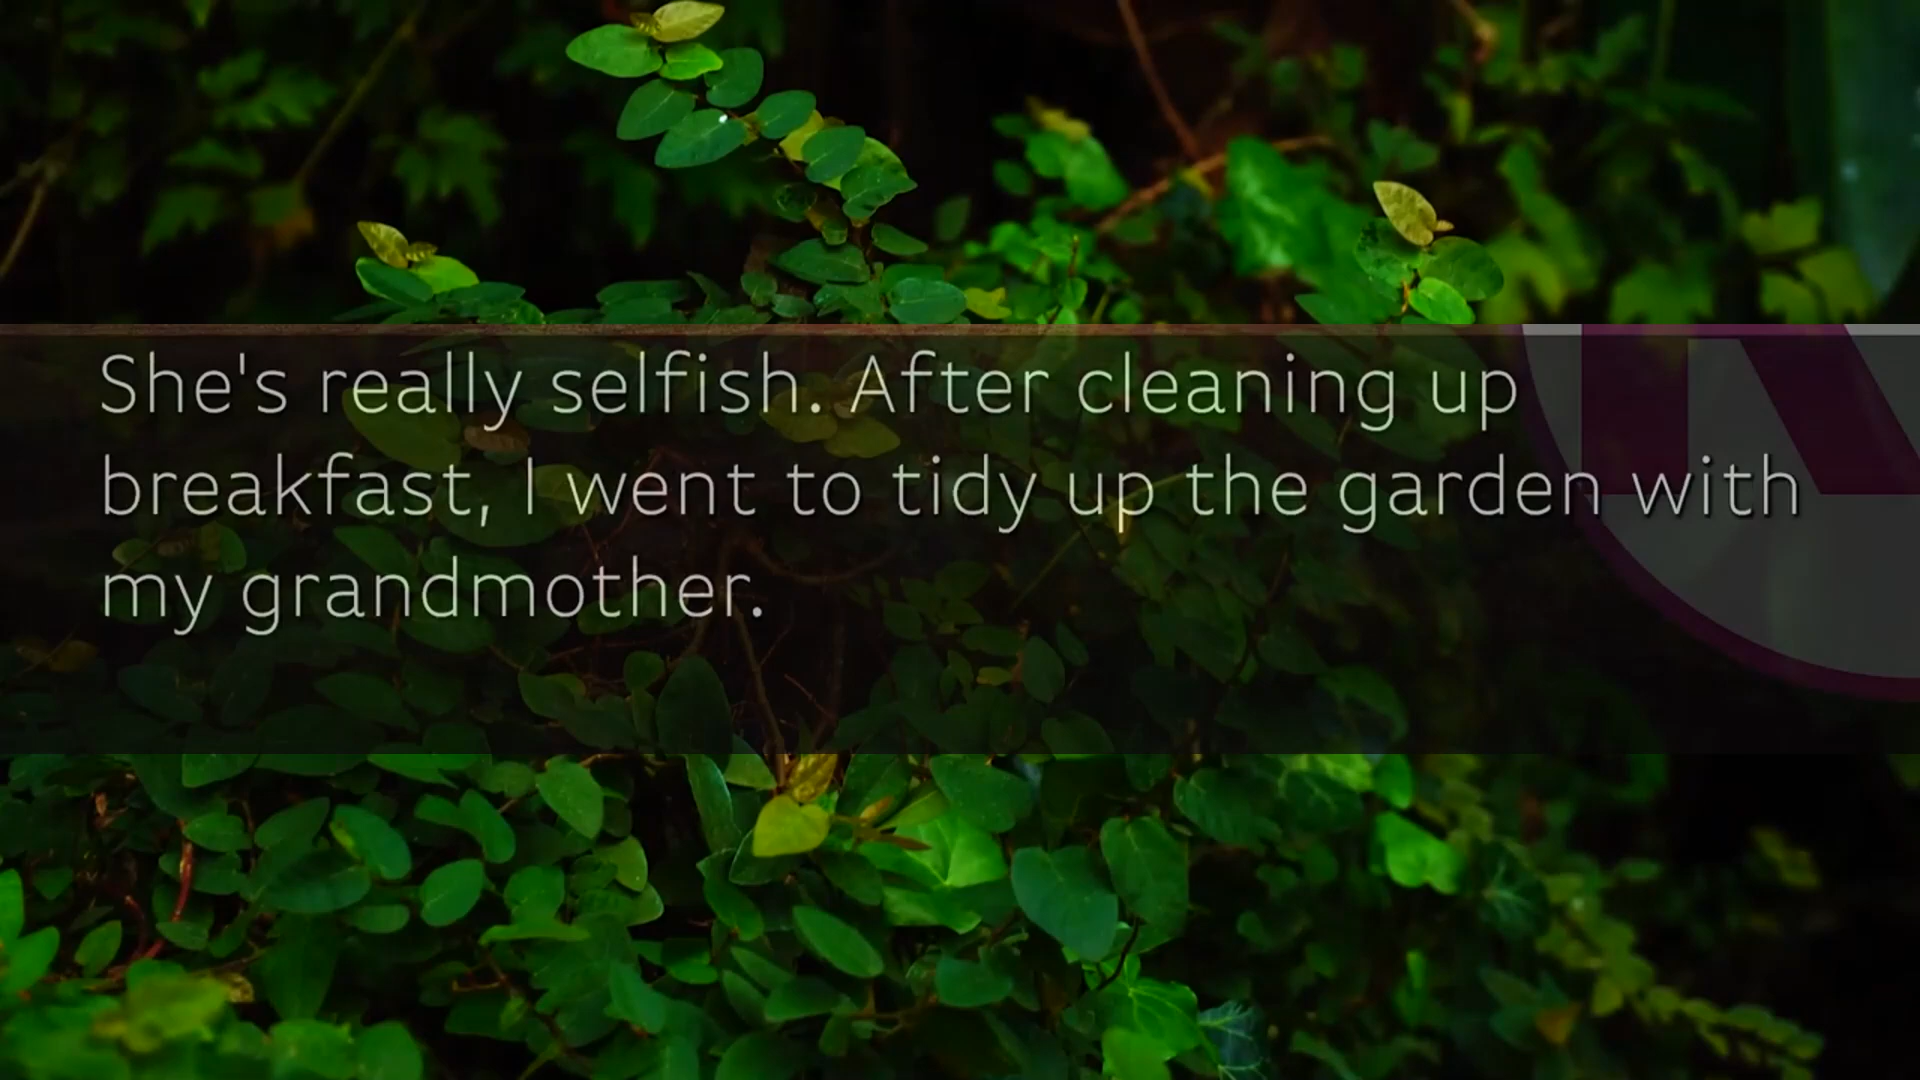 She's really selfish. After cleaning up
breakfast, I went to tidy up the garden with
my grandmother.